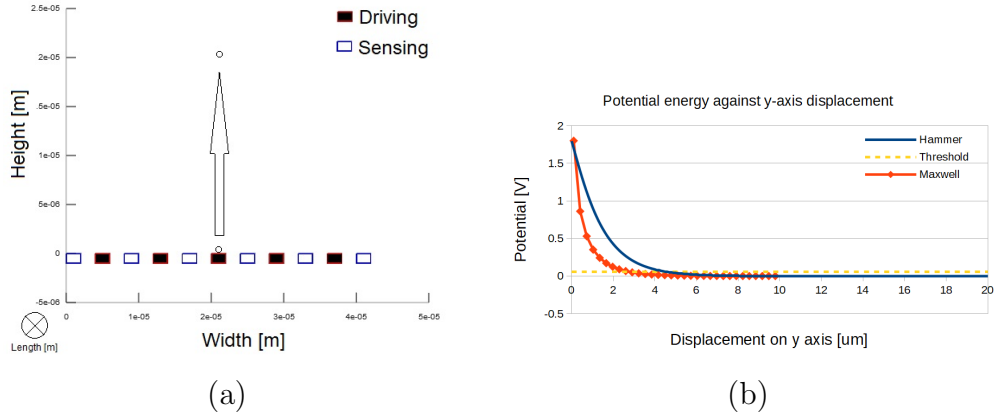 2.5e-05
Driving
Sensing
2e-05
1.5e-05
1e-05
5e-06
0
-5e-06
Height [m]
0
1e-05
2e-05
3e-05
4e-05
5e-05
Width [m]
Length [m]
(a)
Potential energy against y-axis displacement
2
1.5
1
0.5
0
-0.5
Potential [V]
Hammer
Threshold
Maxwell
0
2
4
6
8
10
12
14
16
18
20
Displacement on y axis [um]
(b)